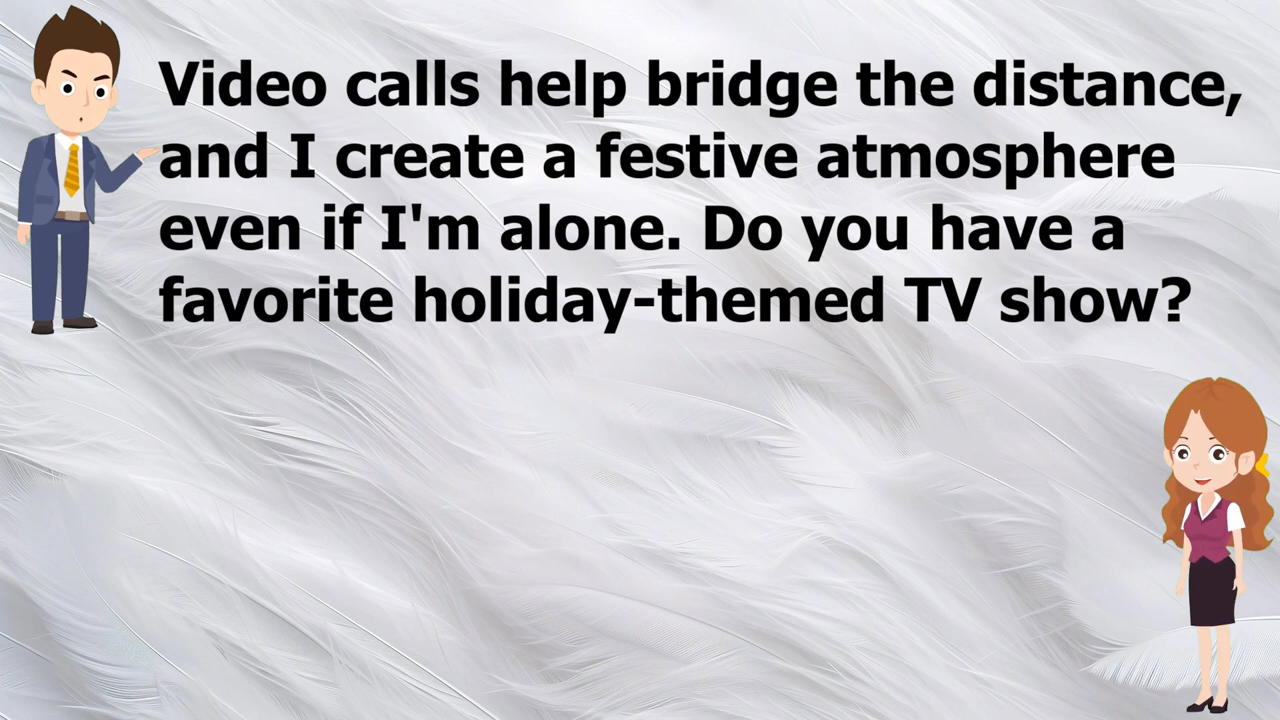 Video calls help bridge the distance,
and I create a festive atmosphere
even if I'm alone. Do you have a
favorite holiday-themed TV show?